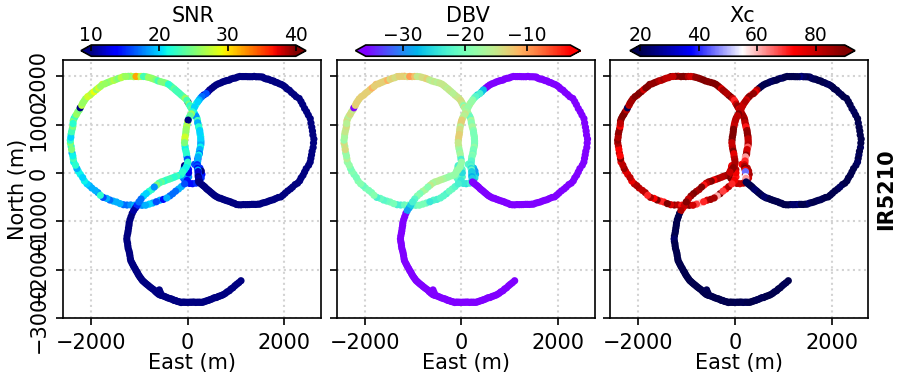 SNR DBV Xc
10 20 30 40 −30 −20 −10 20 40 60 80
2000
1000
0
−1000
−2000
−3000
North (m)
IR5210
−2000 0 2000 −2000 0 2000 −2000 0 2000
East (m) East (m) East (m)